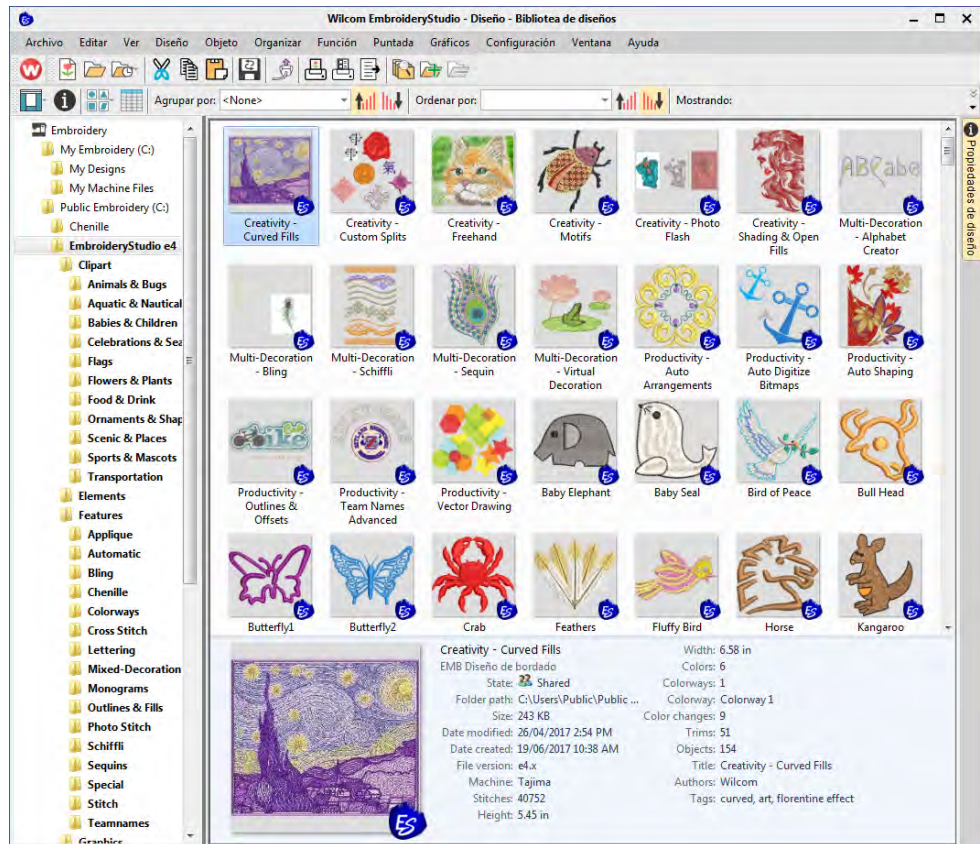 Wilcom EmbroideryStudio - Diseño - Bibliotea de diseños
Archivo Editar Ver Diseño Objeto Organizar Función Puntada Gráficos Configuración Ventana Ayuda
Agrupar por: <None> Ordenar por: Mostrando:
Embroidery
My Embroidery (C:)
My Designs
My Machine Files
Public Embroidery (C:)
Chenille
EmbroideryStudio e4
Clipart
Animals & Bugs
Aquatic & Nautical
Babies & Children
Celebrations & Sea
Flags
Flowers & Plants
Food & Drink
Ornaments & Shap
Scenic & Places
Sports & Mascots
Transportation
Elements
Features
Applique
Automatic
Bling
Chenille
Colorways
Cross Stitch
Lettering
Mixed-Decoration
Monograms
Outlines & Fills
Photo Stitch
Schiffli
Sequins
Special
Stitch
Teamnames
Graphics
Creativity -
Curved Fills
Creativity -
Custom Splits
Creativity -
Freehand
Creativity -
Motifs
Creativity - Photo
Flash
Creativity -
Shading & Open
Fills
Multi-Decoration
- Alphabet
Creator
Multi-Decoration
- Bling
Multi-Decoration
- Schiffli
Multi-Decoration
- Sequin
Multi-Decoration
- Virtual
Decoration
Productivity -
Auto
Arrangements
Productivity -
Auto Digitize
Bitmaps
Productivity -
Auto Shaping
Productivity -
Outlines &
Offsets
Productivity -
Team Names
Advanced
Productivity -
Vector Drawing
Baby Elephant
Baby Seal
Bird of Peace
Bull Head
Butterfly1
Butterfly2
Crab
Feathers
Fluffy Bird
Horse
Kangaroo
Propiedades de diseño
Creativity - Curved Fills
EMB Diseño de bordado
State: Shared
Folder path: C:\Users\Public\Public ...
Size: 243 KB
Date modified: 26/04/2017 2:54 PM
Date created: 19/06/2017 10:38 AM
File version: e4.x
Machine: Tajima
Stitches: 40752
Height: 5.45 in
Width: 6.58 in
Colors: 6
Colorways: 1
Colorway: Colorway 1
Color changes: 9
Trims: 51
Objects: 154
Title: Creativity - Curved Fills
Authors: Wilcom
Tags: curved, art, florentine effect